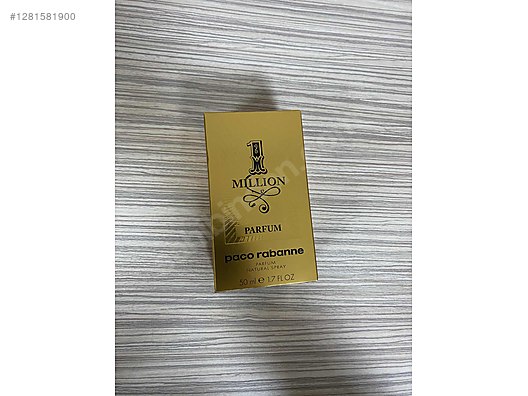 #1281581900
1
MILLION
PARFUM
paco rabanne
PARFUM
NATURAL SPRAY
50 ml e 1.7 FL OZ